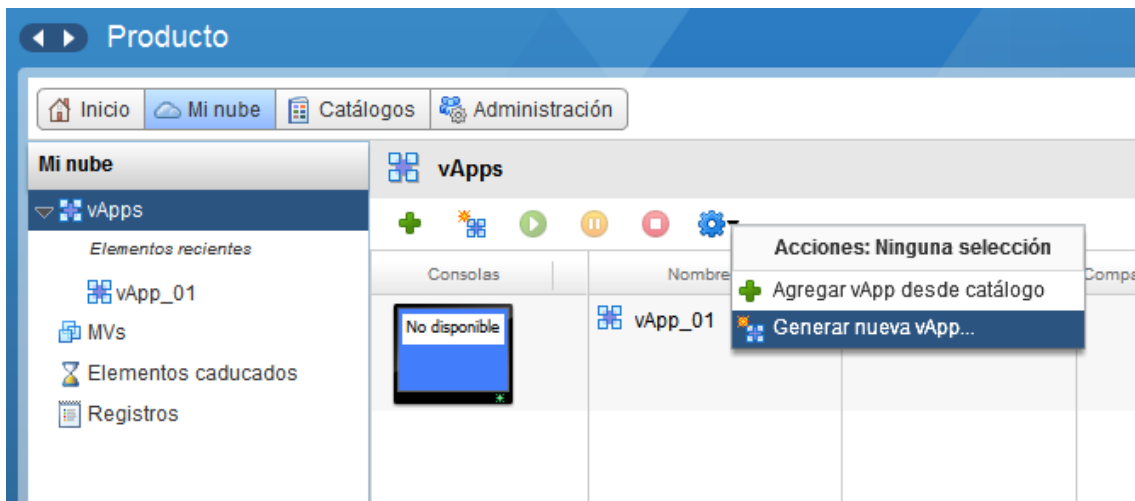 Producto
Inicio Mi nube Catálogos Administración
Mi nube
vApps
Elementos recientes
vApp_01
MVs
Elementos caducados
Registros
vApps
Acciones: Ninguna selección
Agregar vApp desde catálogo
Generar nueva vApp...
Consolas Nombre
No disponible
vApp_01